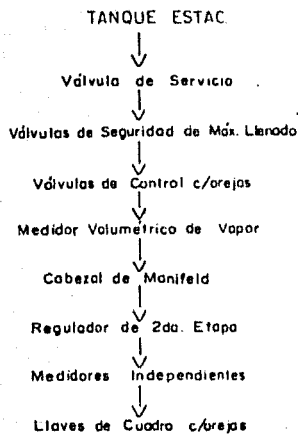 TANQUE ESTAC.
Válvula de Servicio
Válvulas de Seguridad de Máx. Llenado
Válvulas de Control c/orejas
Medidor Volumétrico de Vapor
Cabezal de Manifeld
Regulador de 2da. Etapa
Medidores Independientes
Llaves de Cuadro c/orejas